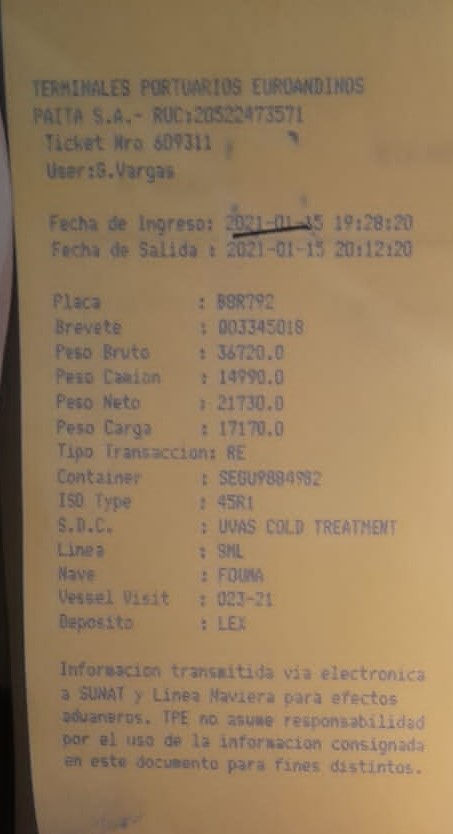 TERMINALES PORTUARIOS EUROANDINOS
PAITA S.A.- RUC:20522473571
Ticket Nro 609311
User:G.Vargas
Fecha de Ingreso: 2021-01-15 19:28:20
Fecha de Salida : 2021-01-15 20:12:20
Placa : B8R792
Brevete : 003345018
Peso Bruto : 36720.0
Peso Camion : 14990.0
Peso Neto : 21730.0
Peso Carga : 17170.0
Tipo Transaccion: RE
Container : SEGU9884982
ISO Type : 45R1
S.D.C. : UVAS COLD TREATMENT
Linea : SML
Nave : FOUMA
Vessel Visit : 023-21
Deposito : LEX
Informacion transmitida via electronica
a SUNAT y Linea Naviera para efectos
aduaneros. TPE no asume responsabilidad
por el uso de la informacion consignada
en este documento para fines distintos.